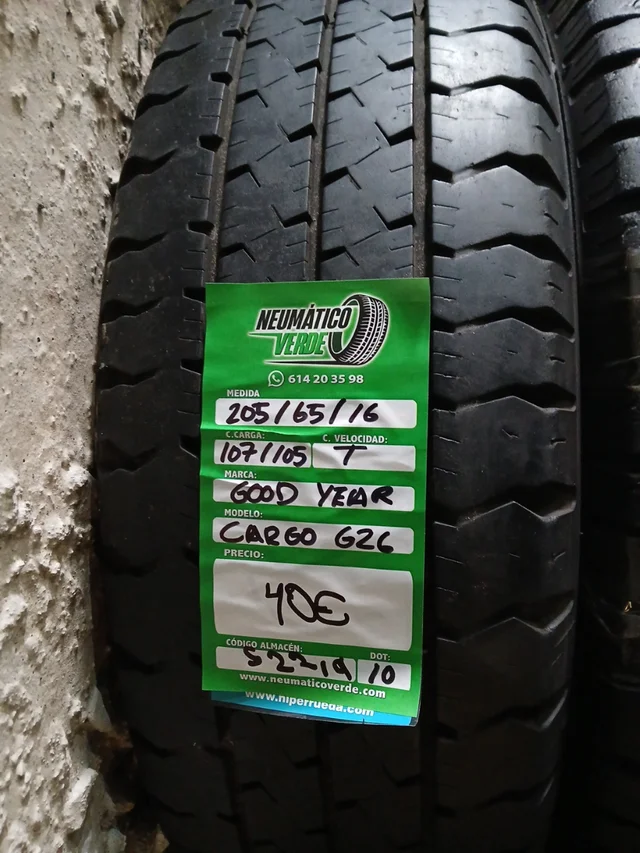 NEUMÁTICO
VERDE
614 20 35 98
MEDIDA
205/65/16
C.CARGA: C. VELOCIDAD:
107/105 T
MARCA:
GOOD YEAR
MODELO:
CARGO G26
PRECIO:
40€
CÓDIGO ALMACÉN: DOT:
10
www.neumaticoverde.com
www.niperrueda.com